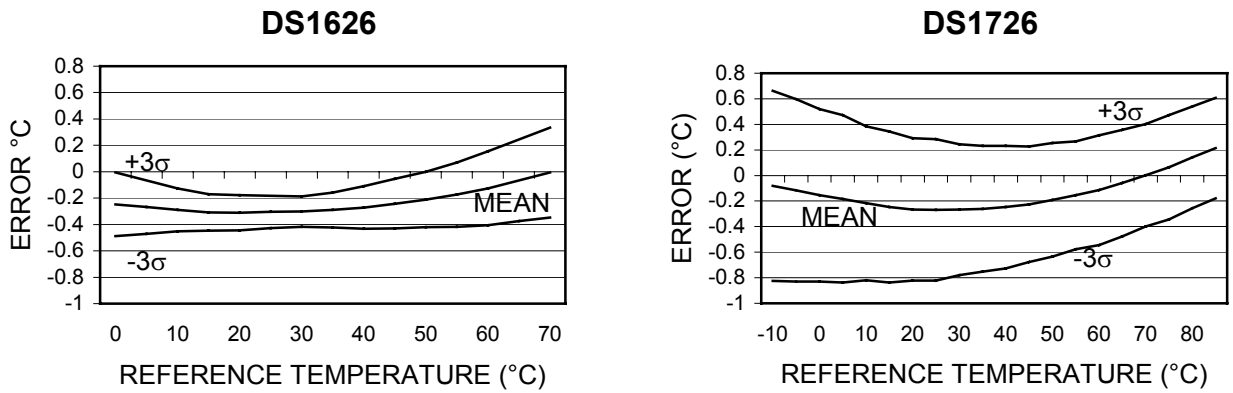 DS1626
0.8
0.6
0.4
0.2
0
-0.2
-0.4
-0.6
-0.8
-1
ERROR °C
+3σ
MEAN
-3σ
0 10 20 30 40 50 60 70
REFERENCE TEMPERATURE (°C)
DS1726
0.8
0.6
0.4
0.2
0
-0.2
-0.4
-0.6
-0.8
-1
ERROR (°C)
+3σ
MEAN
-3σ
-10 0 10 20 30 40 50 60 70 80
REFERENCE TEMPERATURE (°C)